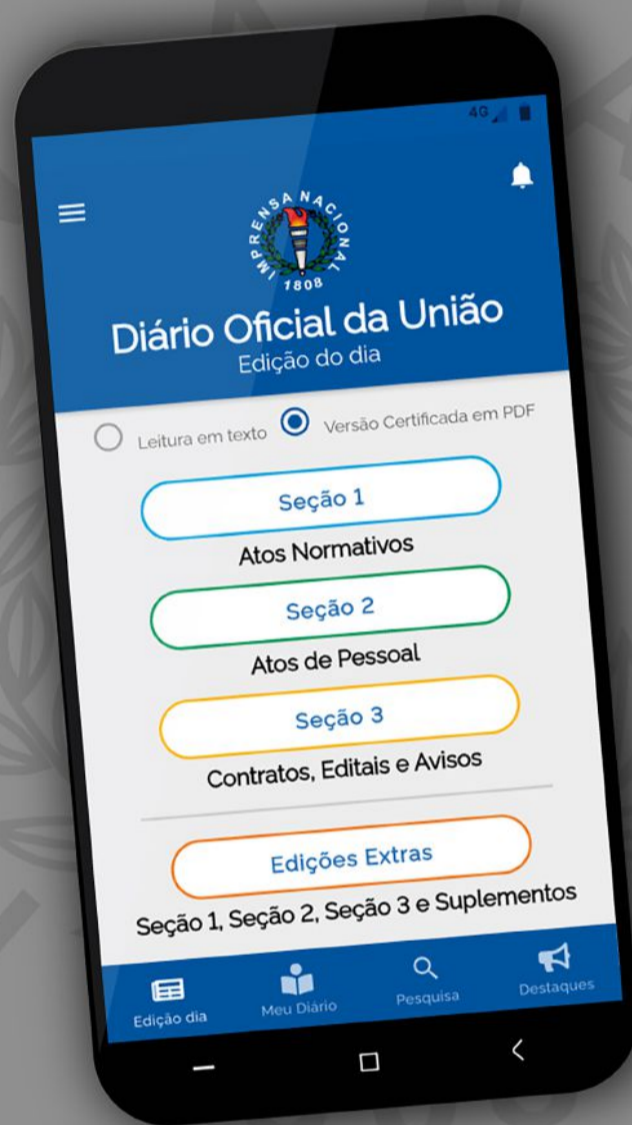 4G
IMPRENSA NACIONAL
1808
Diário Oficial da União
Edição do dia
Leitura em texto Versão Certificada em PDF
Seção 1
Atos Normativos
Seção 2
Atos de Pessoal
Seção 3
Contratos, Editais e Avisos
Edições Extras
Seção 1, Seção 2, Seção 3 e Suplementos
Edição dia Meu Diário Pesquisa Destaques